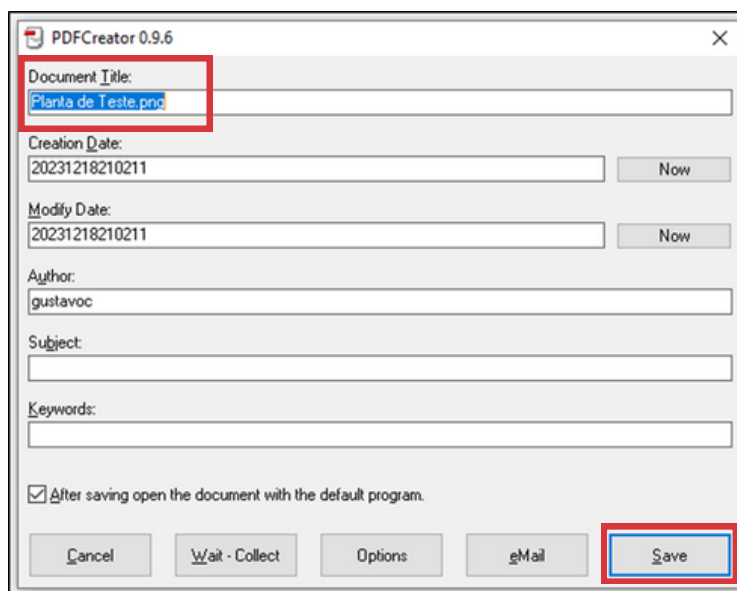 PDFCreator 0.9.6
Document Title:
Planta de Teste.png
Creation Date:
20231218210211
Now
Modify Date:
20231218210211
Now
Author:
gustavoc
Subject:
Keywords:
After saving open the document with the default program.
Cancel
Wait - Collect
Options
eMail
Save